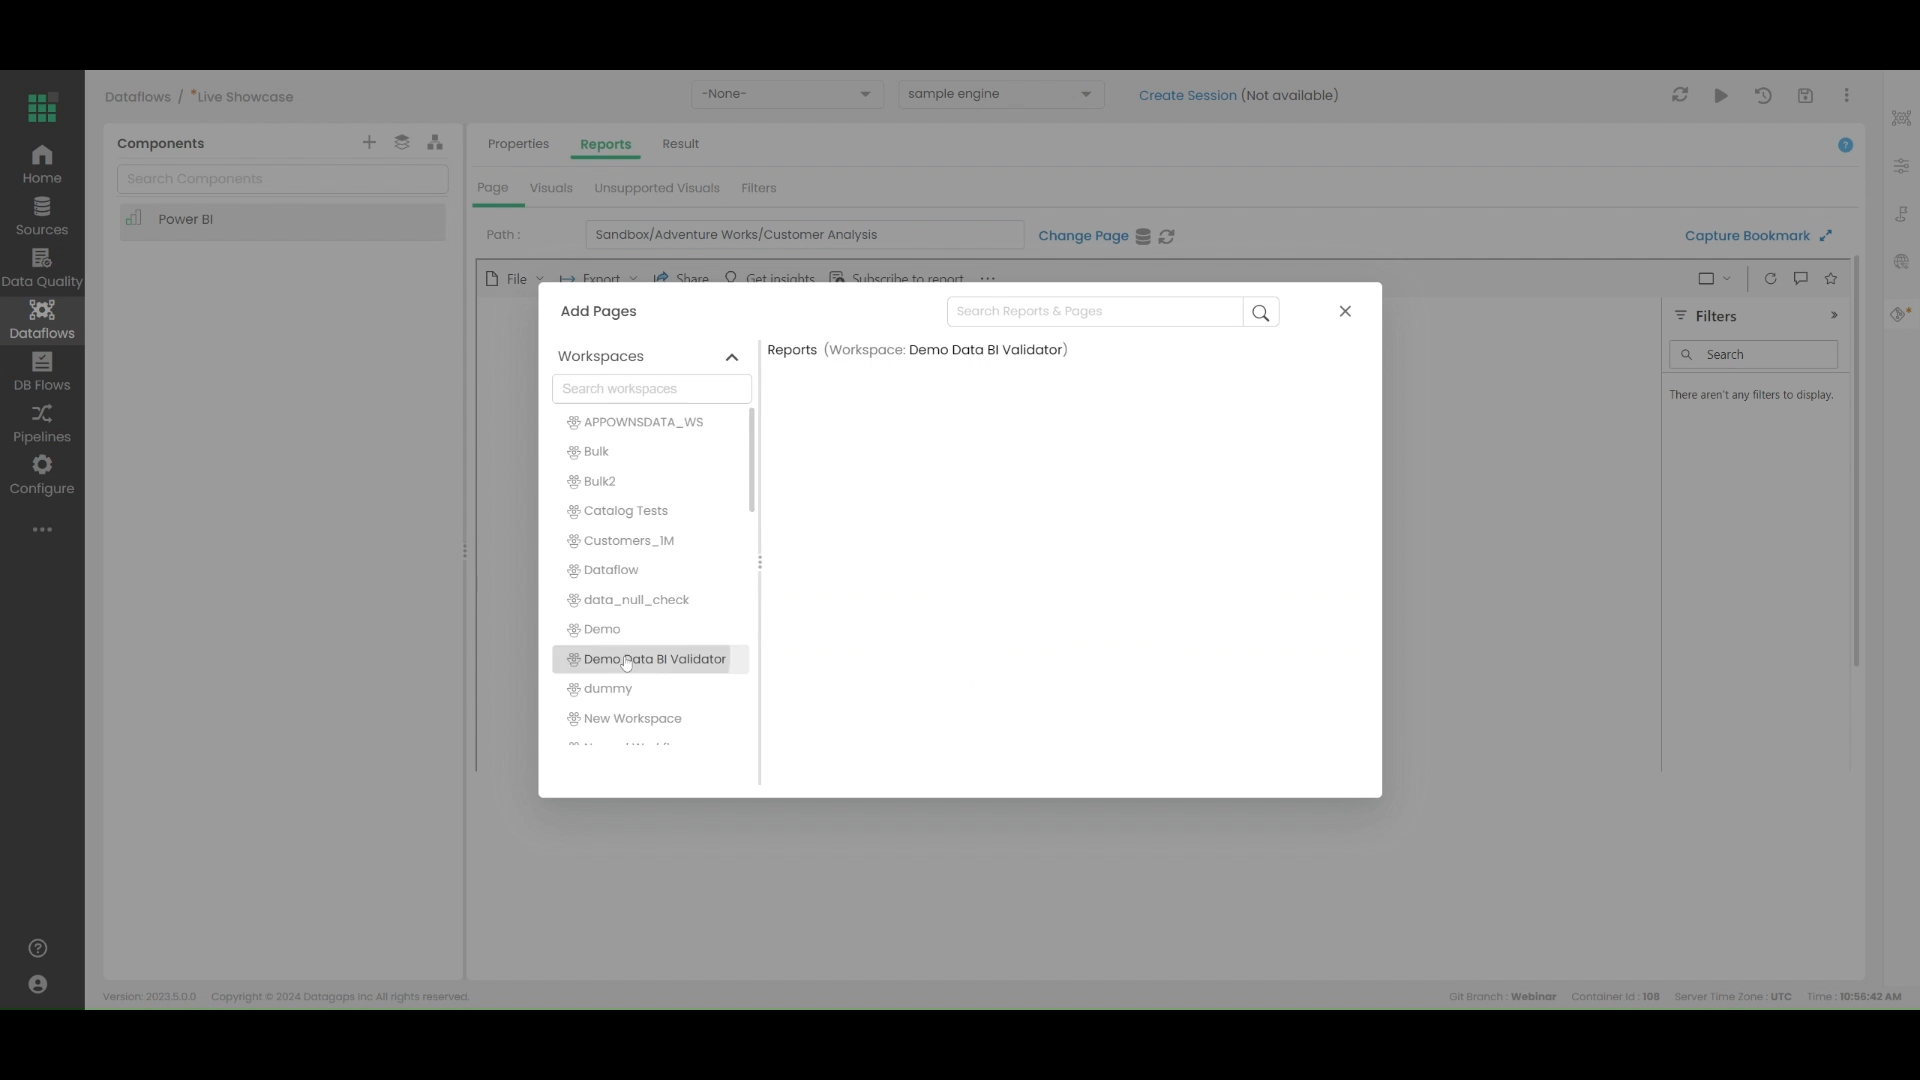 Dataflows / *Live Showcase
-None-
sample engine
Create Session (Not available)
Home
Sources
Data Quality
Dataflows
DB Flows
Pipelines
Configure
Components
Search Components
Power BI
Properties
Reports
Result
Page
Visuals
Unsupported Visuals
Filters
Path :
Sandbox/Adventure Works/Customer Analysis
Change Page
Capture Bookmark
File
Export
Share
Get insights
Subscribe to report
Filters
Search
There aren't any filters to display.
Add Pages
Search Reports & Pages
Workspaces
Search workspaces
APPOWNSDATA_WS
Bulk
Bulk2
Catalog Tests
Customers_1M
Dataflow
data_null_check
Demo
Demo Data BI Validator
dummy
New Workspace
Reports (Workspace: Demo Data BI Validator)
Version: 2023.5.0.0 Copyright © 2024 Datagaps Inc All rights reserved.
Git Branch : Webinar Container Id : 108 Server Time Zone : UTC Time : 10:56:42 AM